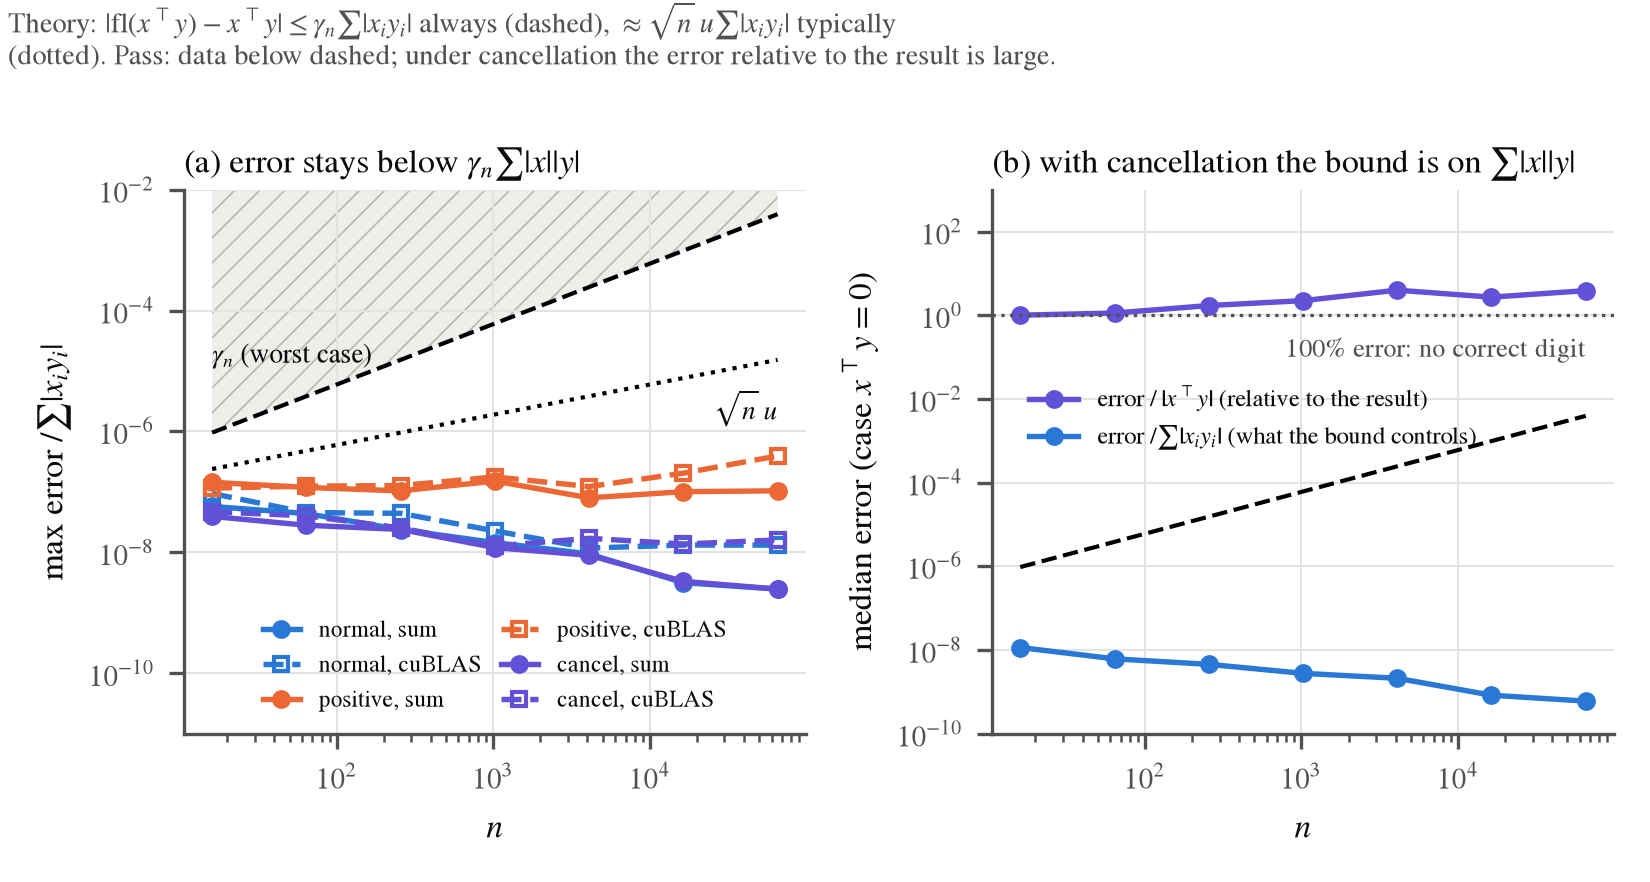 Theory: |fl(x⊤y) − x⊤y| ≤ γₙ∑|xᵢyᵢ| always (dashed), ≈ √n u∑|xᵢyᵢ| typically
(dotted). Pass: data below dashed; under cancellation the error relative to the result is large.
(a) error stays below γₙ∑|x||y|
max error / ∑|xᵢyᵢ|
10⁻²
10⁻⁴
10⁻⁶
10⁻⁸
10⁻¹⁰
γₙ (worst case)
√n u
normal, sum
normal, cuBLAS
positive, sum
positive, cuBLAS
cancel, sum
cancel, cuBLAS
10² 10³ 10⁴
n
(b) with cancellation the bound is on ∑|x||y|
median error (case x⊤y = 0)
10²
10⁰
10⁻²
10⁻⁴
10⁻⁶
10⁻⁸
10⁻¹⁰
100% error: no correct digit
error / |x⊤y| (relative to the result)
error / ∑|xᵢyᵢ| (what the bound controls)
10² 10³ 10⁴
n